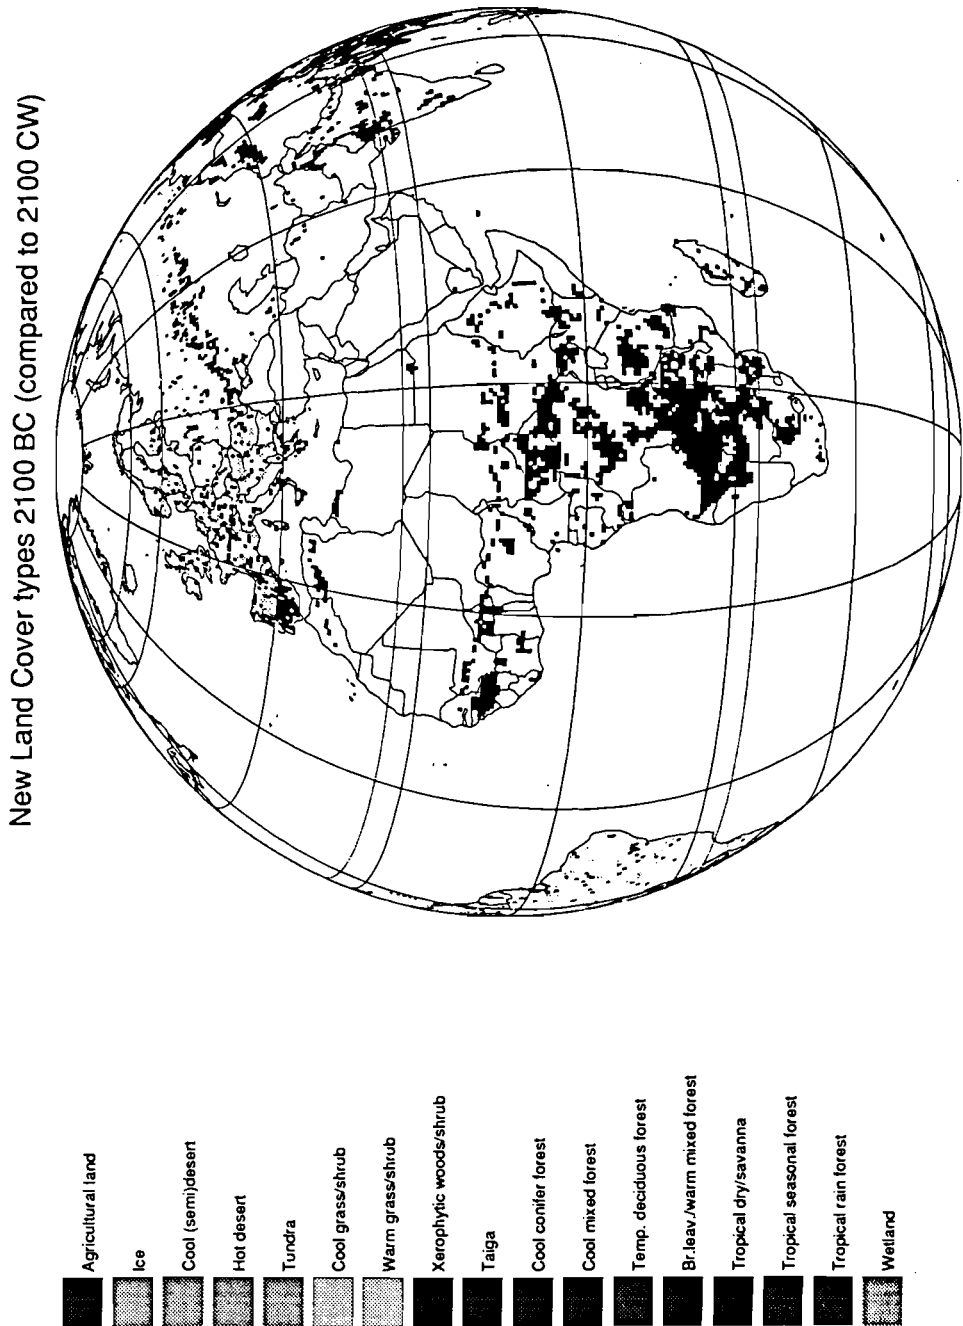 New Land Cover types 2100 BC (compared to 2100 CW)
Agricultural land
Ice
Cool (semi)desert
Hot desert
Tundra
Cool grass/shrub
Warm grass/shrub
Xerophytic woods/shrub
Taiga
Cool conifer forest
Cool mixed forest
Temp. deciduous forest
Br.leav./warm mixed forest
Tropical dry/savanna
Tropical seasonal forest
Tropical rain forest
Wetland